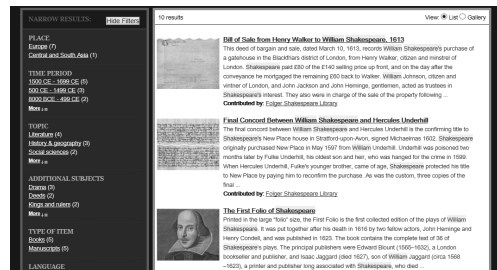 NARROW RESULTS:
Hide Filters
PLACE
Europe (7)
Central and South Asia (1)
TIME PERIOD
1500 CE - 1699 CE (5)
500 CE - 1499 CE (3)
8000 BCE - 499 CE (2)
More
TOPIC
Literature (4)
History & geography (3)
Social sciences (2)
More
ADDITIONAL SUBJECTS
Drama (3)
Deeds (2)
Kings and rulers (2)
More
TYPE OF ITEM
Books (5)
Manuscripts (5)
LANGUAGE
10 results
View: List Gallery
Bill of Sale from Henry Walker to William Shakespeare, 1613
This deed of bargain and sale, dated March 10, 1613, records William Shakespeare's purchase of
a gatehouse in the Blackfriars district of London, from Henry Walker, citizen and minstrel of
London. Shakespeare paid £80 of the £140 selling price up front, and on the day after the
conveyance he mortgaged the remaining £60 back to Walker. William Johnson, citizen and
vintner of London, and John Jackson and John Heminge, gentlemen, acted as trustees in
Shakespeare's interest. They also were in charge of the sale of the property following ...
Contributed by: Folger Shakespeare Library
Final Concord Between William Shakespeare and Hercules Underhill
The final concord between William Shakespeare and Hercules Underhill is the confirming title to
Shakespeare's New Place house in Stratford-upon-Avon, signed Michaelmas 1602. Shakespeare
originally purchased New Place in May 1597 from William Underhill. Underhill was poisoned two
months later by Fulke Underhill, his oldest son and heir, who was hanged for the crime in 1599.
When Hercules Underhill, Fulke's younger brother, came of age, Shakespeare protected his title
to New Place by paying him to reconfirm the purchase. As was the custom, three copies of the
final ...
Contributed by: Folger Shakespeare Library
The First Folio of Shakespeare
Printed in the large "folio" size, the First Folio is the first collected edition of the plays of William
Shakespeare. It was put together after his death in 1616 by two fellow actors, John Heminge and
Henry Condell, and was published in 1623. The book contains the complete text of 36 of
Shakespeare's plays. The principal publishers were Edward Blount (1565–1632), a London
bookseller and publisher, and Isaac Jaggard (died 1627), son of William Jaggard (circa 1568
–1623), a printer and publisher long associated with Shakespeare, who died ...